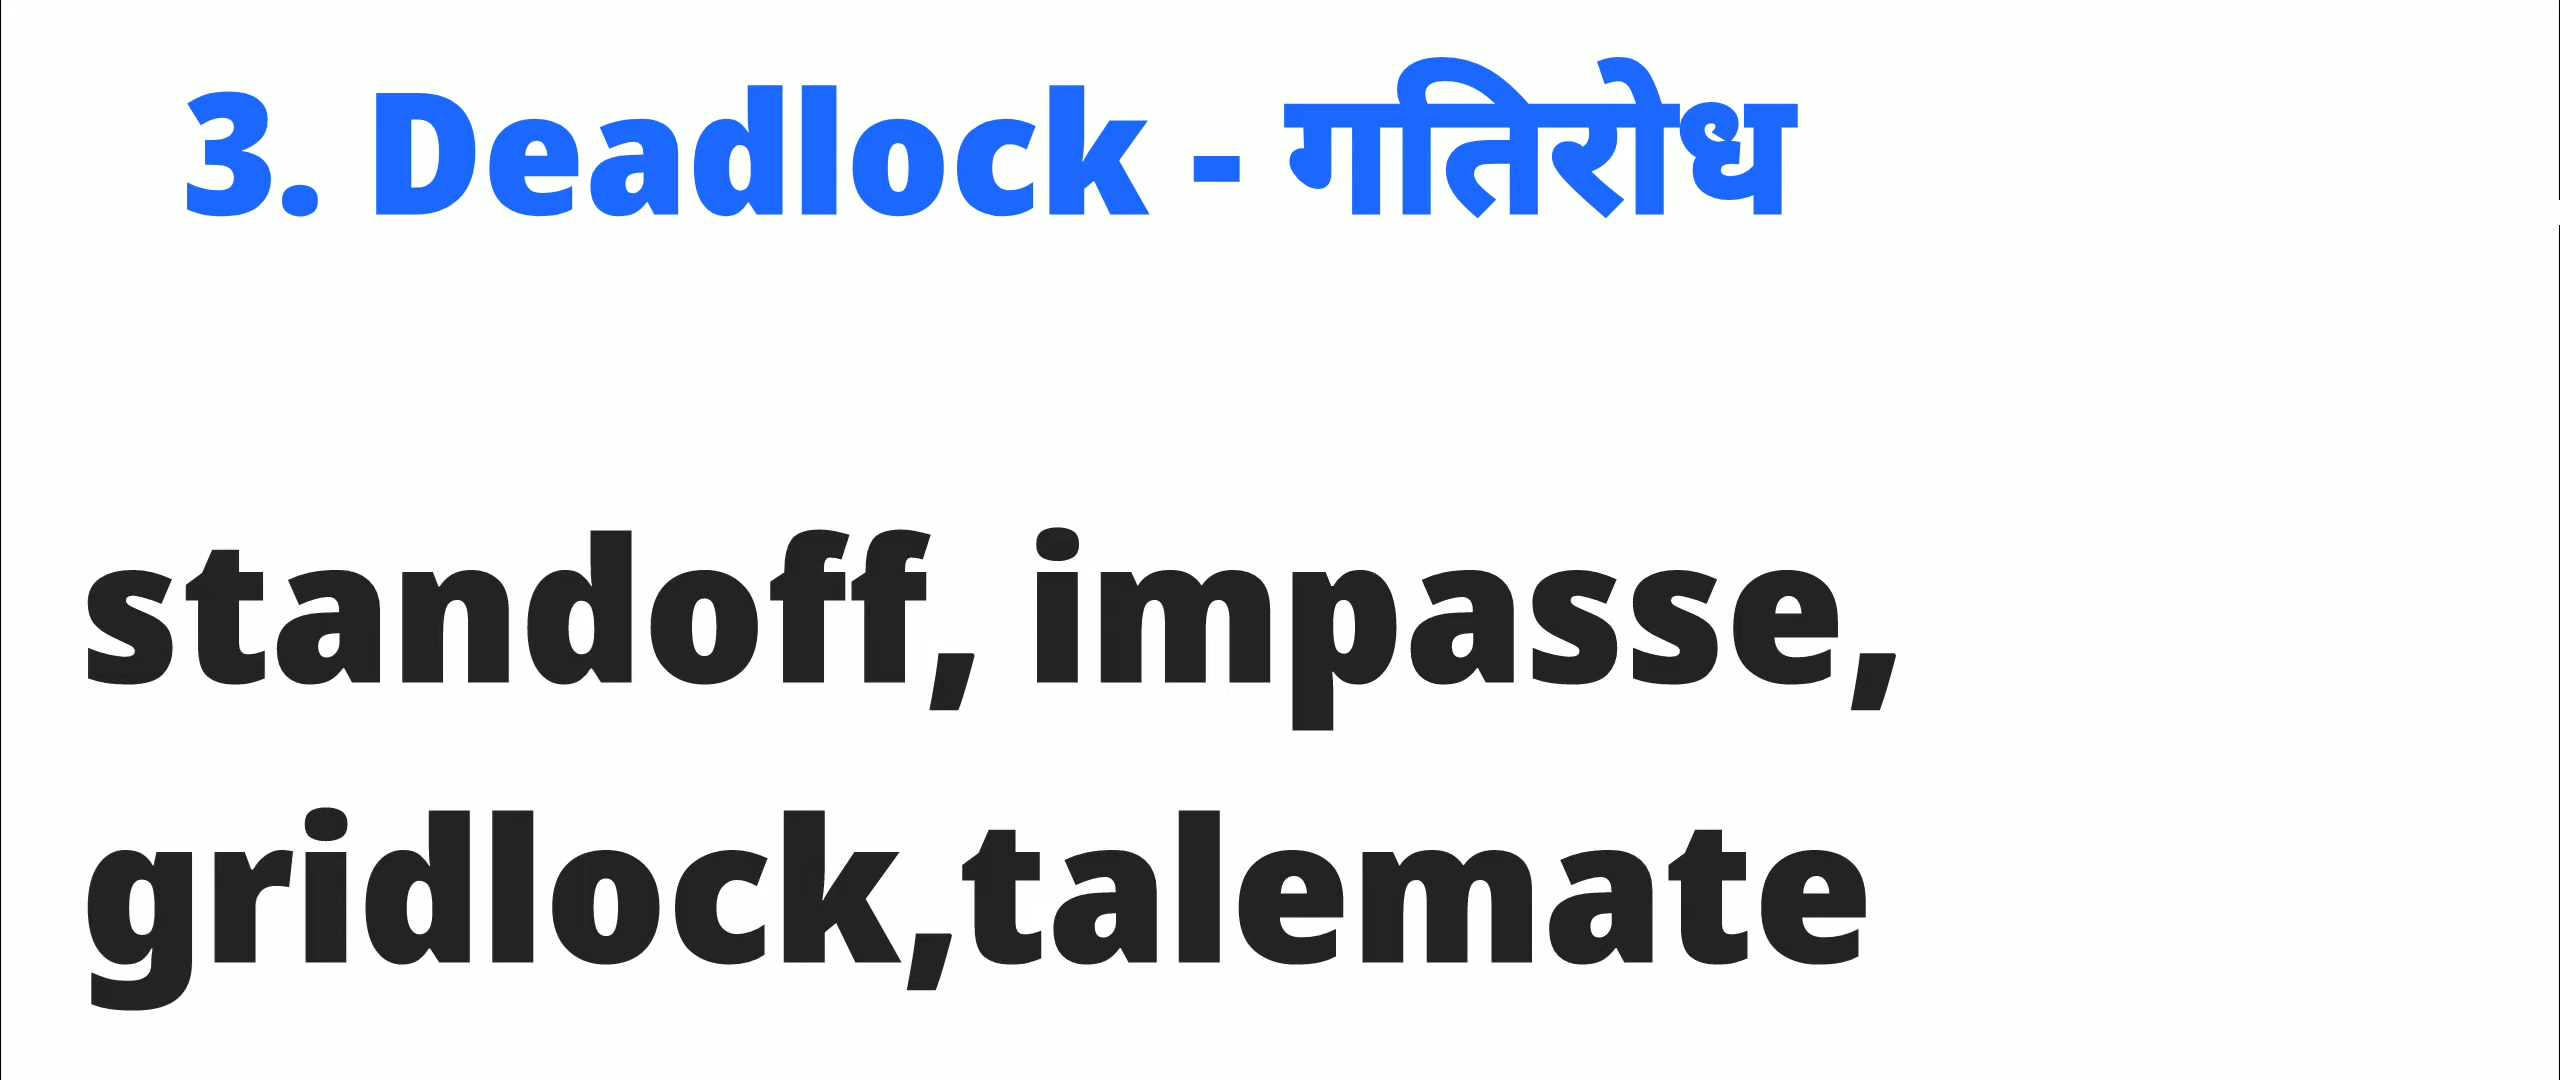 3. Deadlock - गतिरोध
standoff, impasse,
gridlock,talemate